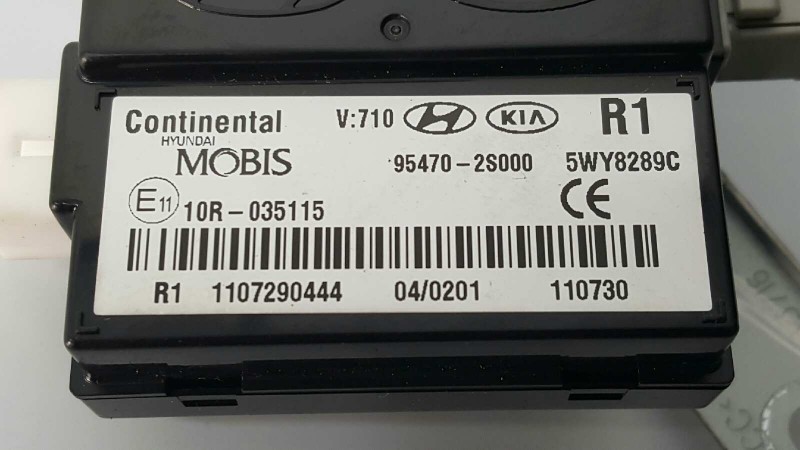 Continental V:710 KIA R1
HYUNDAI
MOBIS 95470-2S000 5WY8289C
E11 10R-035115 CE
R1 1107290444 04/0201 110730